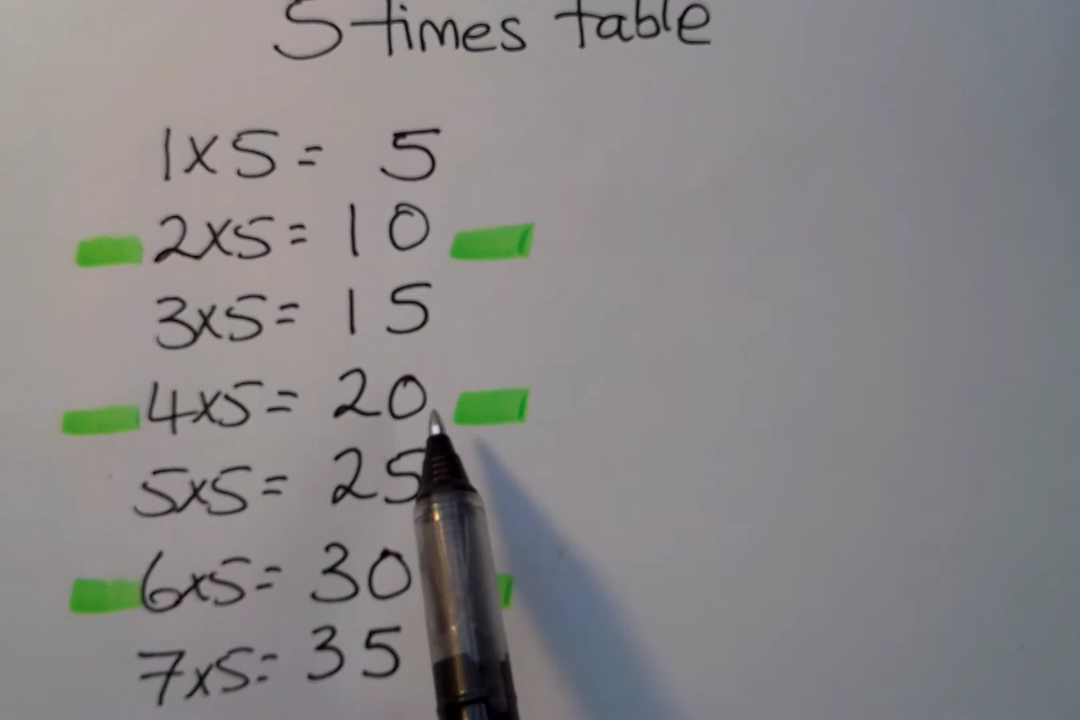 5 times table
1x5= 5
2x5= 10
3x5= 15
4x5= 20
5x5= 25
6x5= 30
7x5= 35